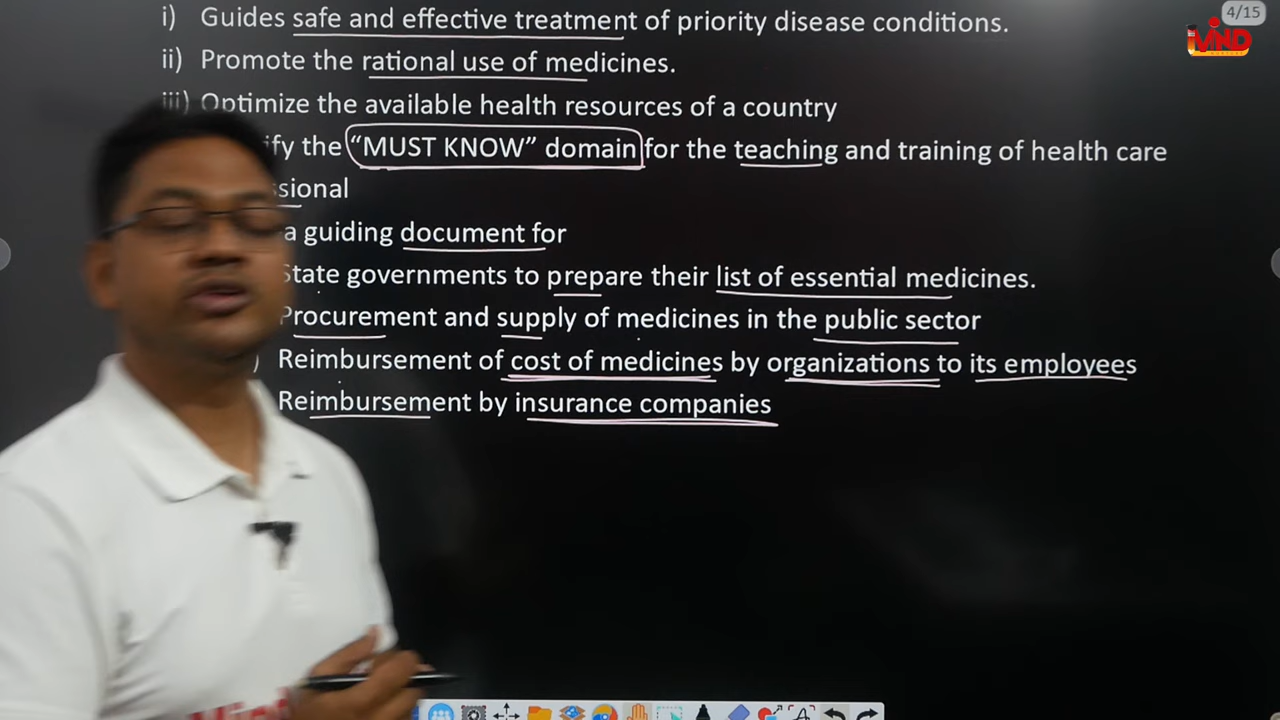 i) Guides safe and effective treatment of priority disease conditions.
ii) Promote the rational use of medicines.
iii) Optimize the available health resources of a country
ify the “MUST KNOW” domain for the teaching and training of health care
sional
a guiding document for
State governments to prepare their list of essential medicines.
Procurement and supply of medicines in the public sector
) Reimbursement of cost of medicines by organizations to its employees
Reimbursement by insurance companies
4/15